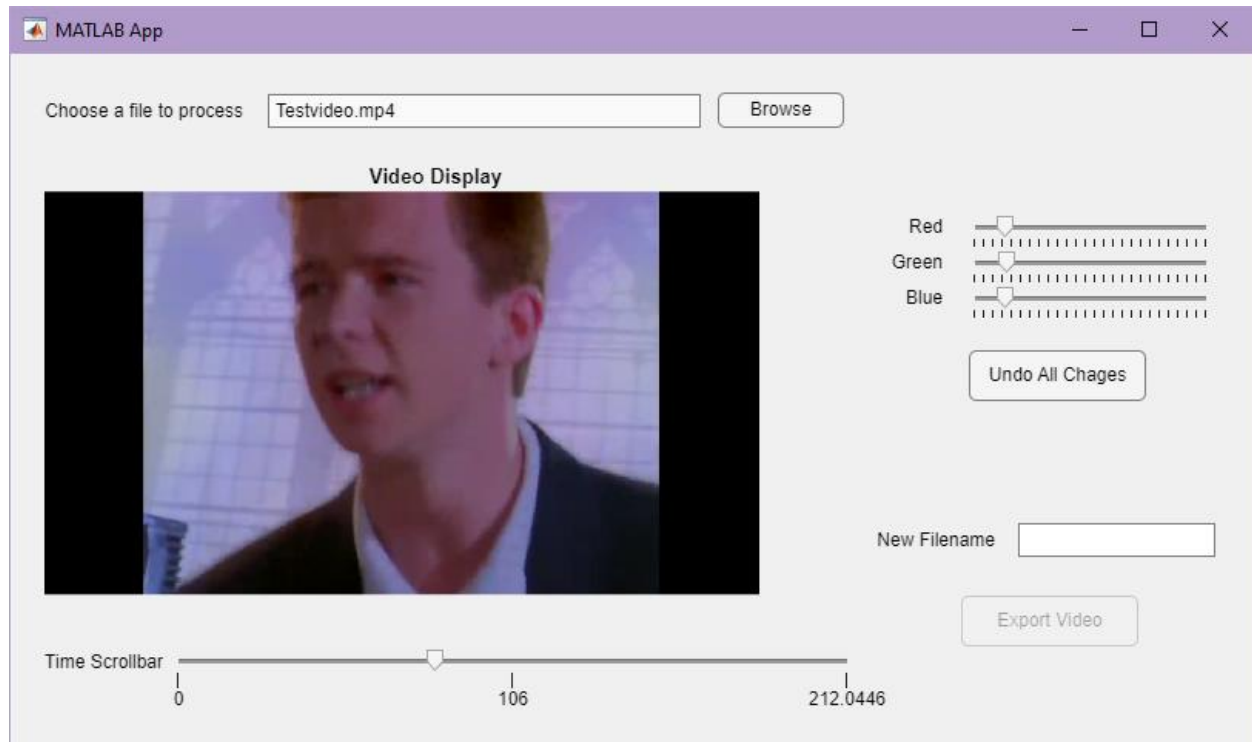 MATLAB App
Choose a file to process Testvideo.mp4 Browse
Video Display
Red
Green
Blue
Undo All Chages
New Filename
Export Video
Time Scrollbar
0 106 212.0446